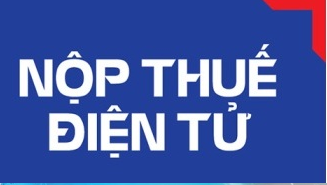 NỘP THUẾ
ĐIỆN TỬ